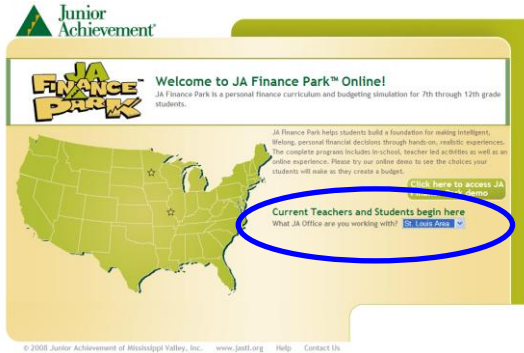 Junior
Achievement®
JA
FINANCE
PARK
Welcome to JA Finance Park™ Online!
JA Finance Park is a personal finance curriculum and budgeting simulation for 7th through 12th grade
students.
JA Finance Park helps students build a foundation for making intelligent,
lifelong, personal financial decisions through hands-on, realistic experiences.
The complete program includes in-school, teacher led activities as well as an
online experience. Please try our online demo to see the choices your
students will make as they create a budget.
Click here to access JA
demo
Current Teachers and Students begin here
What JA Office are you working with? St. Louis Area
© 2008 Junior Achievement of Mississippi Valley, Inc. www.jastl.org Help Contact Us